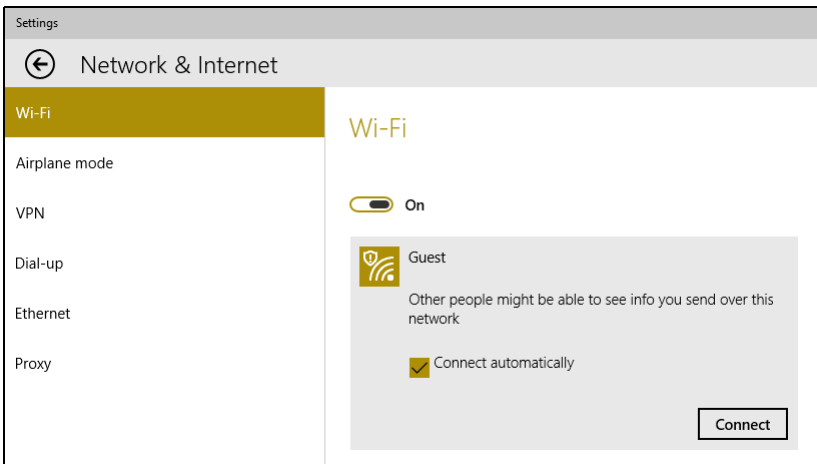 Settings
Network & Internet
Wi-Fi
Airplane mode
VPN
Dial-up
Ethernet
Proxy
Wi-Fi
On
Guest
Other people might be able to see info you send over this
network
Connect automatically
Connect